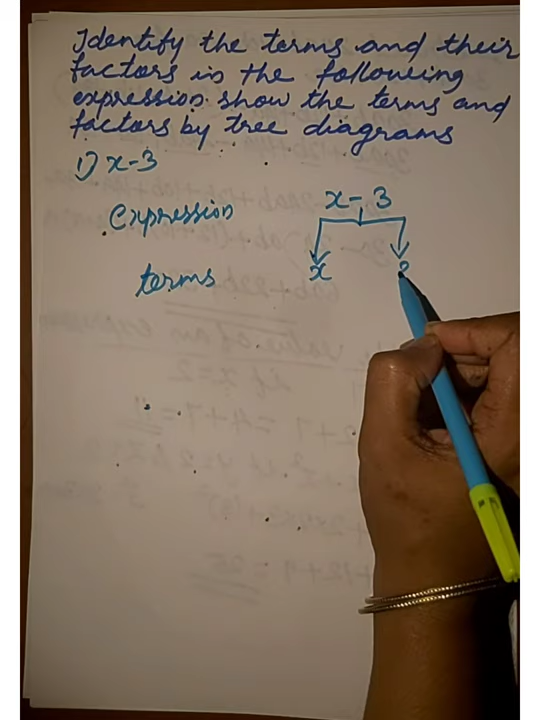 Identify the terms and their
factors in the following
expression. show the terms and
factors by tree diagrams
1) x-3
Expression x-3
terms x